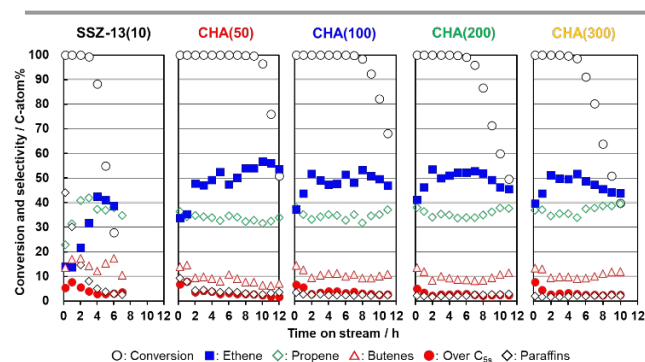 SSZ-13(10) CHA(50) CHA(100) CHA(200) CHA(300)
100
90
80
70
60
50
40
30
20
10
0
Conversion and selectivity / C-atom%
0 2 4 6 8 10 12 0 2 4 6 8 10 12 0 2 4 6 8 10 12 0 2 4 6 8 10 12 0 2 4 6 8 10 12
Time on stream / h
: Conversion : Ethene : Propene : Butenes : Over C5s : Paraffins